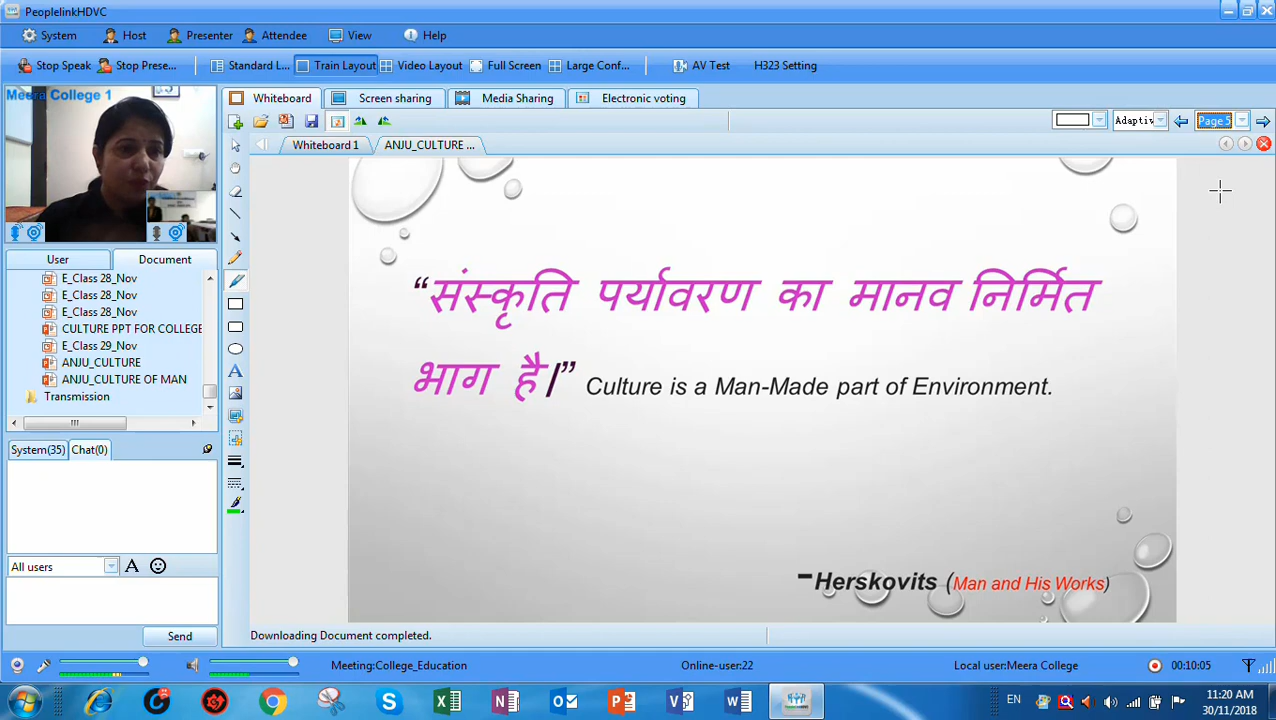 PeoplelinkHDVC
System Host Presenter Attendee View Help
Stop Speak Stop Prese... Standard L... Train Layout Video Layout Full Screen Large Conf... AV Test H323 Setting
Meera College 1
Whiteboard Screen sharing Media Sharing Electronic voting
Adaptiv Page 5
Whiteboard 1 ANJU_CULTURE ...
User Document
E_Class 28_Nov
E_Class 28_Nov
E_Class 28_Nov
CULTURE PPT FOR COLLEGE
E_Class 29_Nov
ANJU_CULTURE
ANJU_CULTURE OF MAN
Transmission
System(35) Chat(0)
All users A
Send
“संस्कृति पर्यावरण का मानव निर्मित
भाग है|” Culture is a Man-Made part of Environment.
-Herskovits (Man and His Works)
Downloading Document completed.
Meeting:College_Education Online-user:22 Local user:Meera College 00:10:05
EN 11:20 AM
30/11/2018